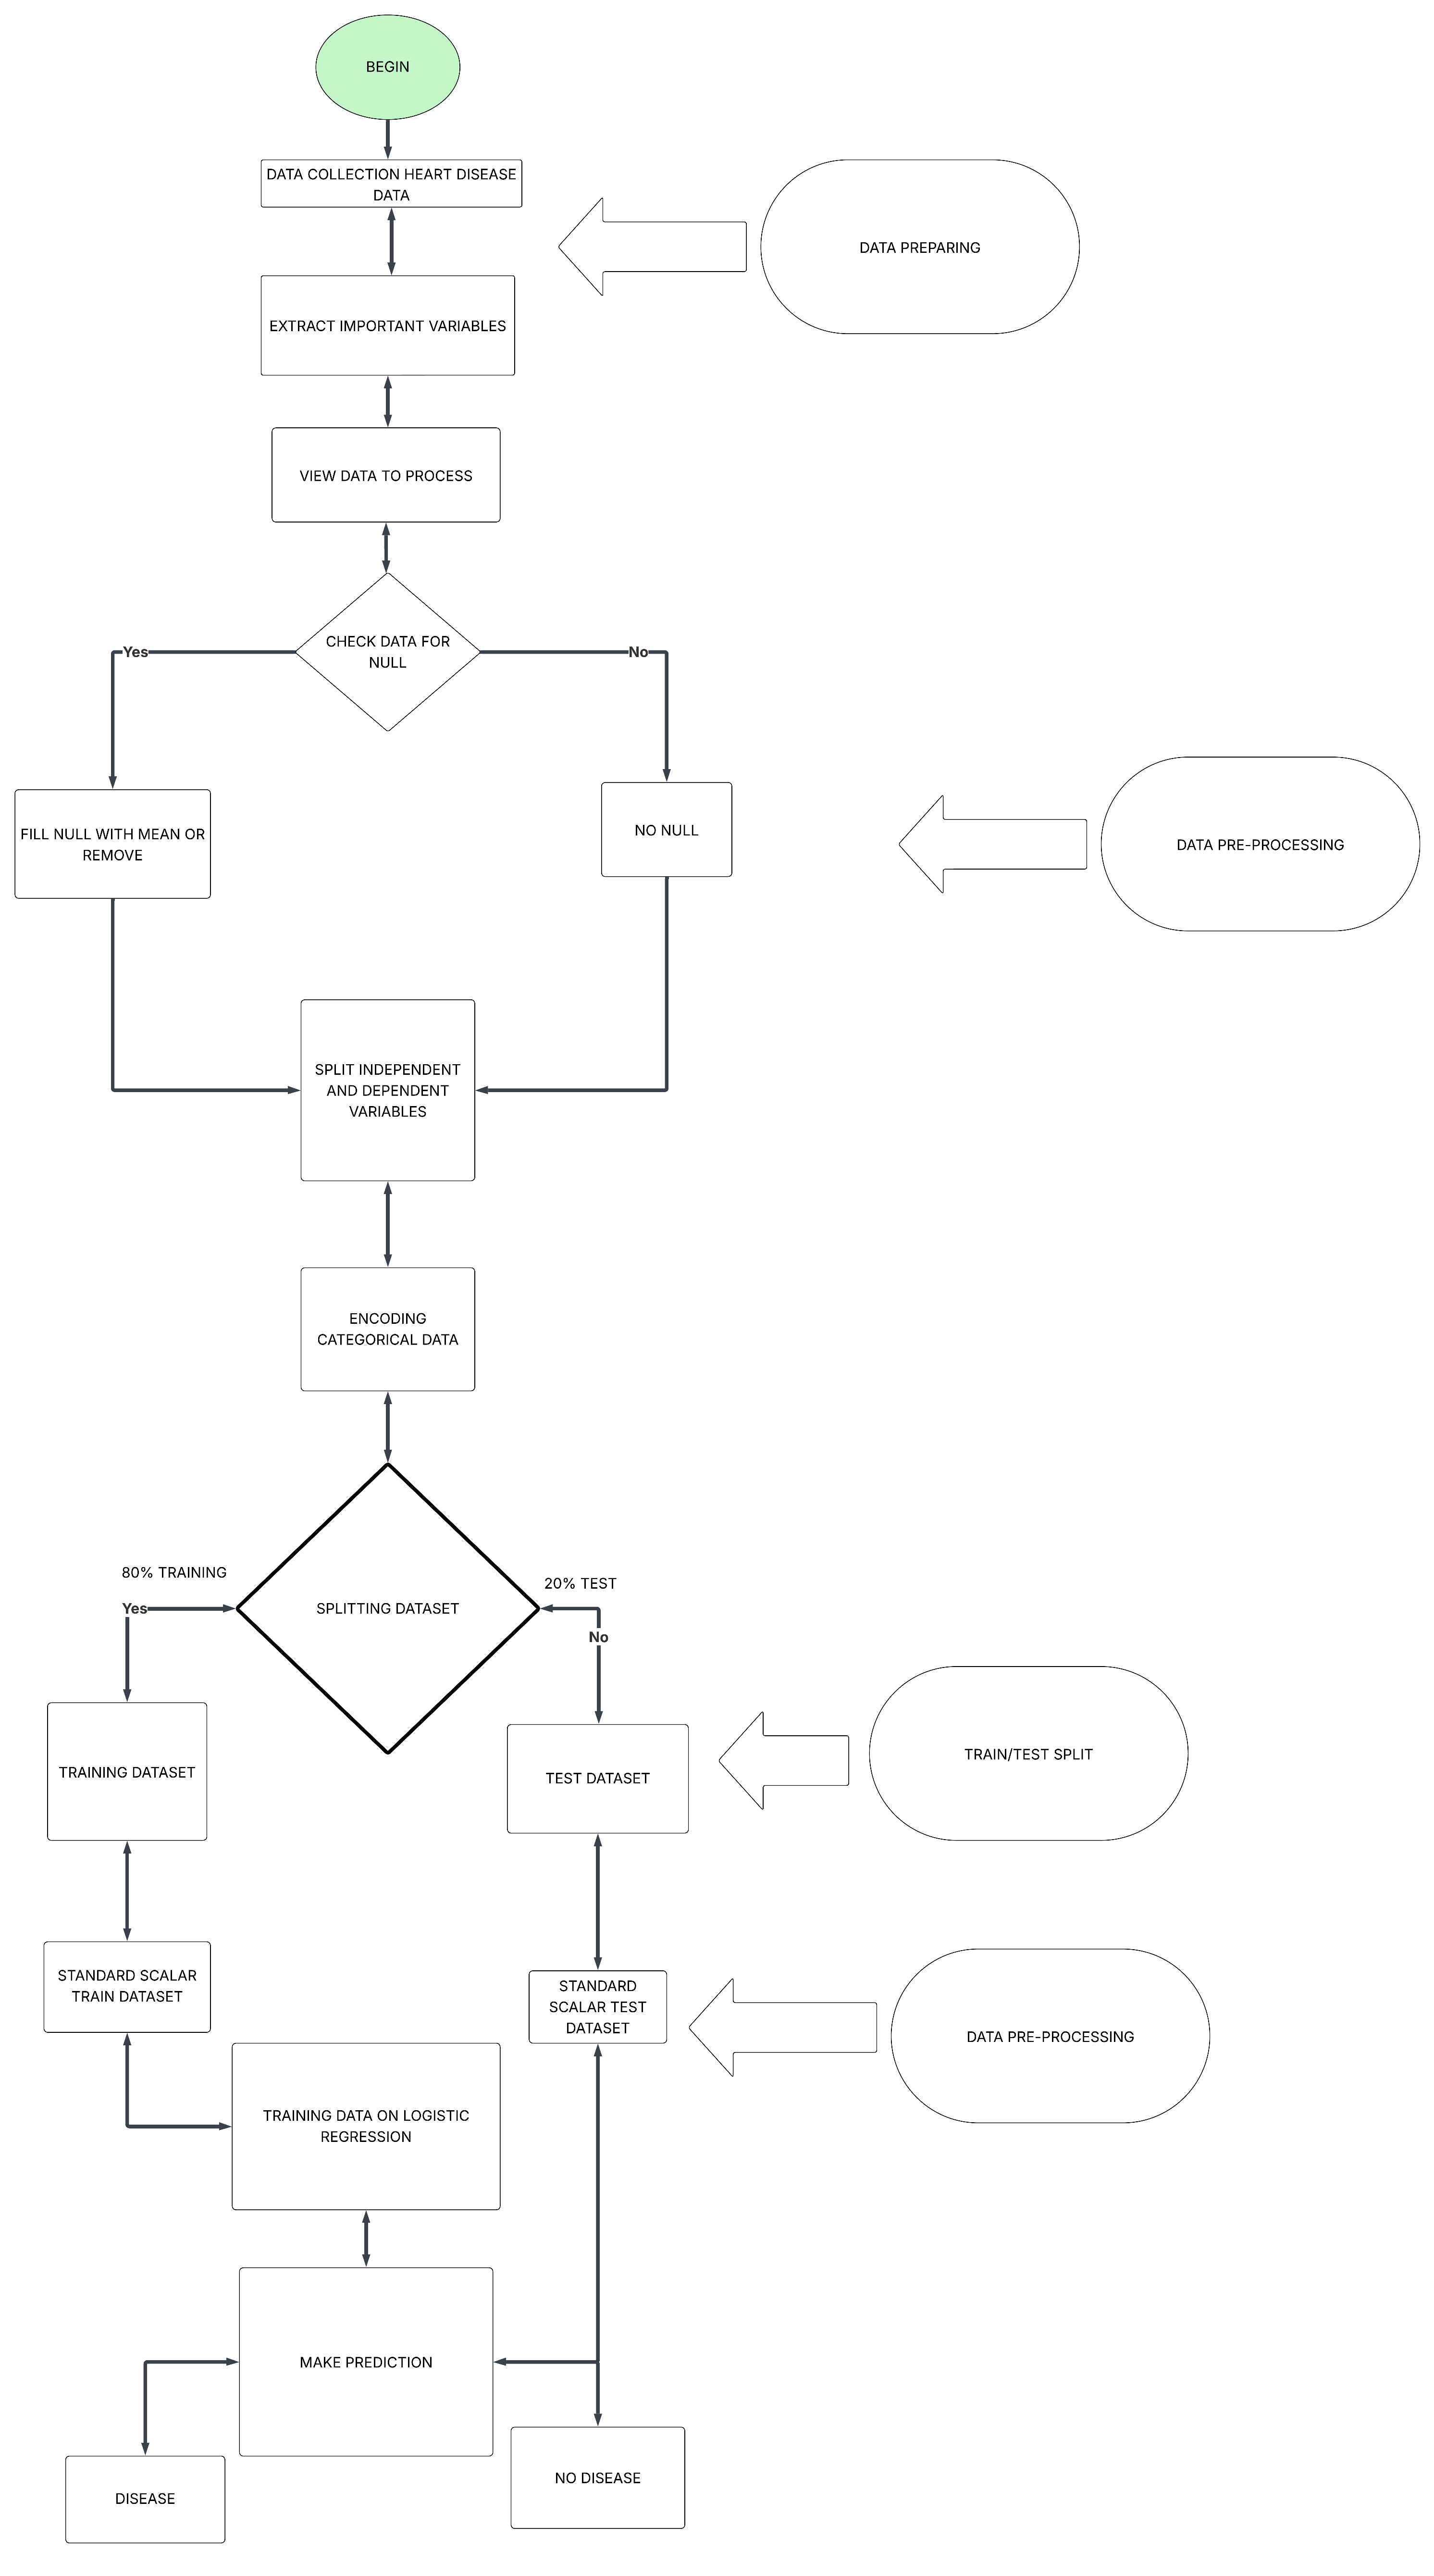 BEGIN
DATA COLLECTION HEART DISEASE
DATA
DATA PREPARING
EXTRACT IMPORTANT VARIABLES
VIEW DATA TO PROCESS
CHECK DATA FOR
NULL
Yes
No
FILL NULL WITH MEAN OR
REMOVE
NO NULL
DATA PRE-PROCESSING
SPLIT INDEPENDENT
AND DEPENDENT
VARIABLES
ENCODING
CATEGORICAL DATA
80% TRAINING
20% TEST
Yes
SPLITTING DATASET
No
TRAINING DATASET
TEST DATASET
TRAIN/TEST SPLIT
STANDARD SCALAR
TRAIN DATASET
STANDARD
SCALAR TEST
DATASET
DATA PRE-PROCESSING
TRAINING DATA ON LOGISTIC
REGRESSION
MAKE PREDICTION
DISEASE
NO DISEASE